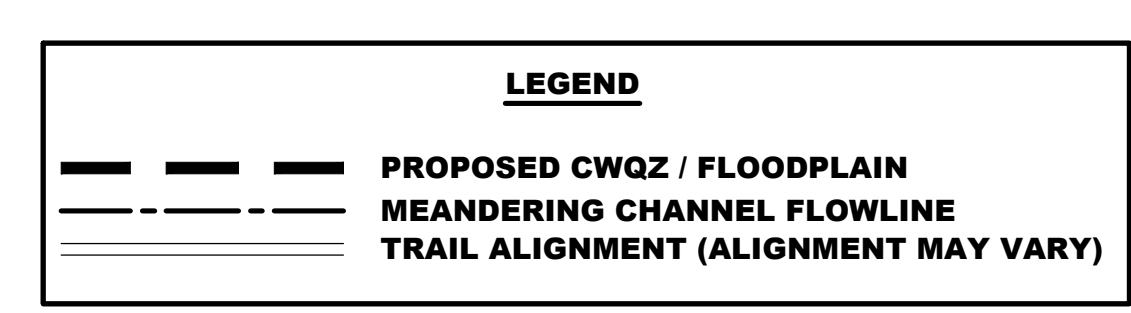 LEGEND
PROPOSED CWQZ / FLOODPLAIN
MEANDERING CHANNEL FLOWLINE
TRAIL ALIGNMENT (ALIGNMENT MAY VARY)